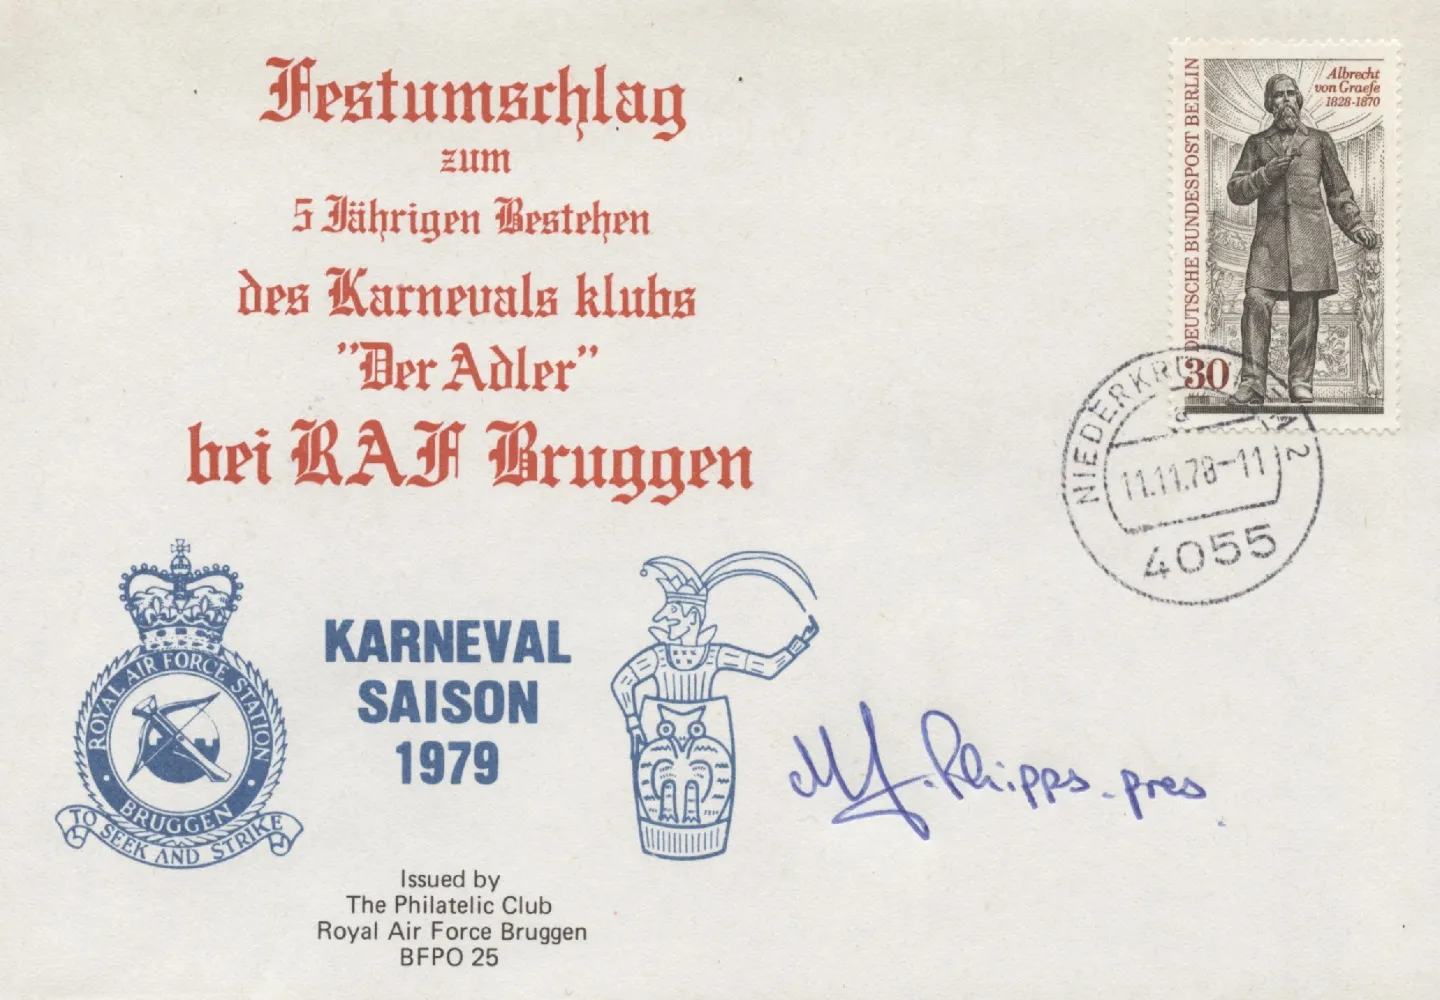 Festumschlag
zum
5 Jährigen Bestehen
des Karnevals klubs
"Der Adler"
bei RAF Bruggen
Albrecht
von Graefe
1828-1870
DEUTSCHE BUNDESPOST BERLIN
30
NIEDERKR 2
11.11.78-11
4055
ROYAL AIR FORCE STATION
BRUGGEN
TO SEEK AND STRIKE
KARNEVAL
SAISON
1979
M J. Phipps. pres
Issued by
The Philatelic Club
Royal Air Force Bruggen
BFPO 25